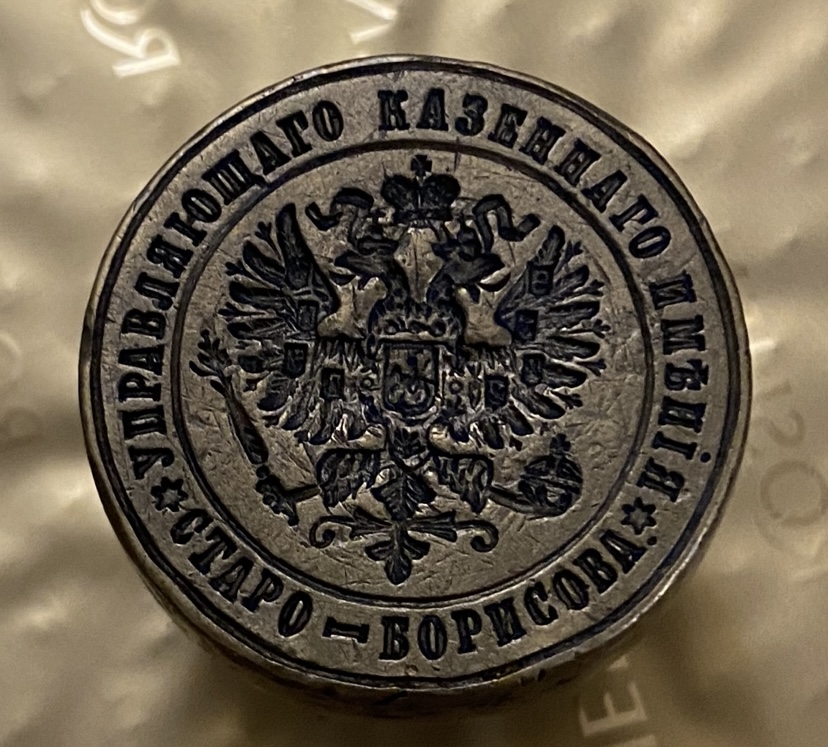 УПРАВЛЯЮЩАГО КАЗЕННАГО ИМѢНІЯ
СТАРО-БОРИСОВА.